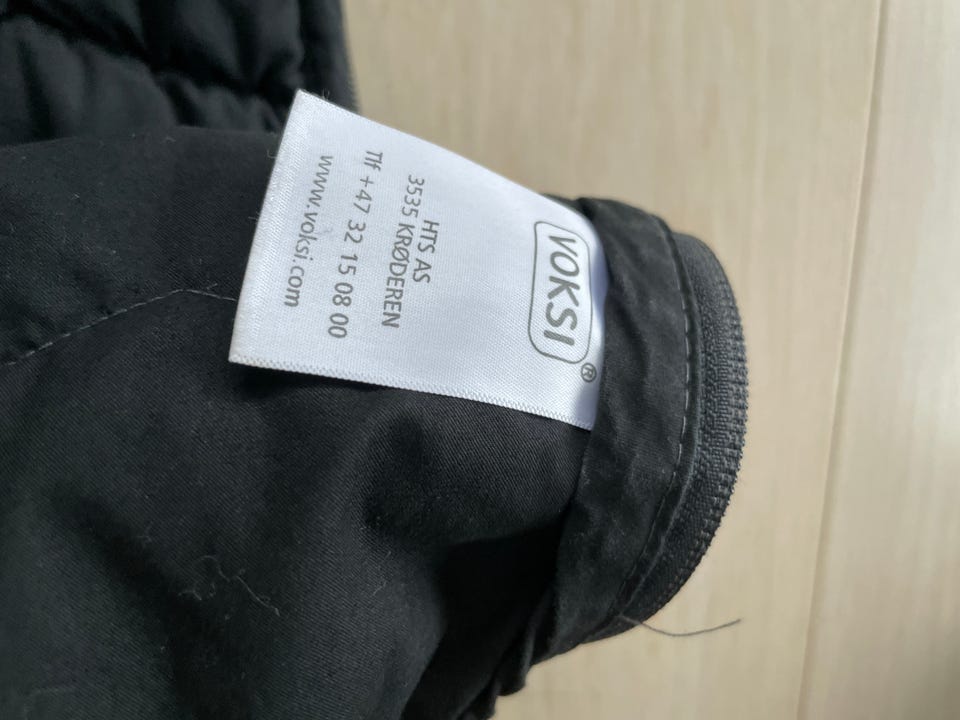 VOKSI®
HTS AS
3535 KRØDEREN
Tlf +47 32 15 08 00
www.voksi.com